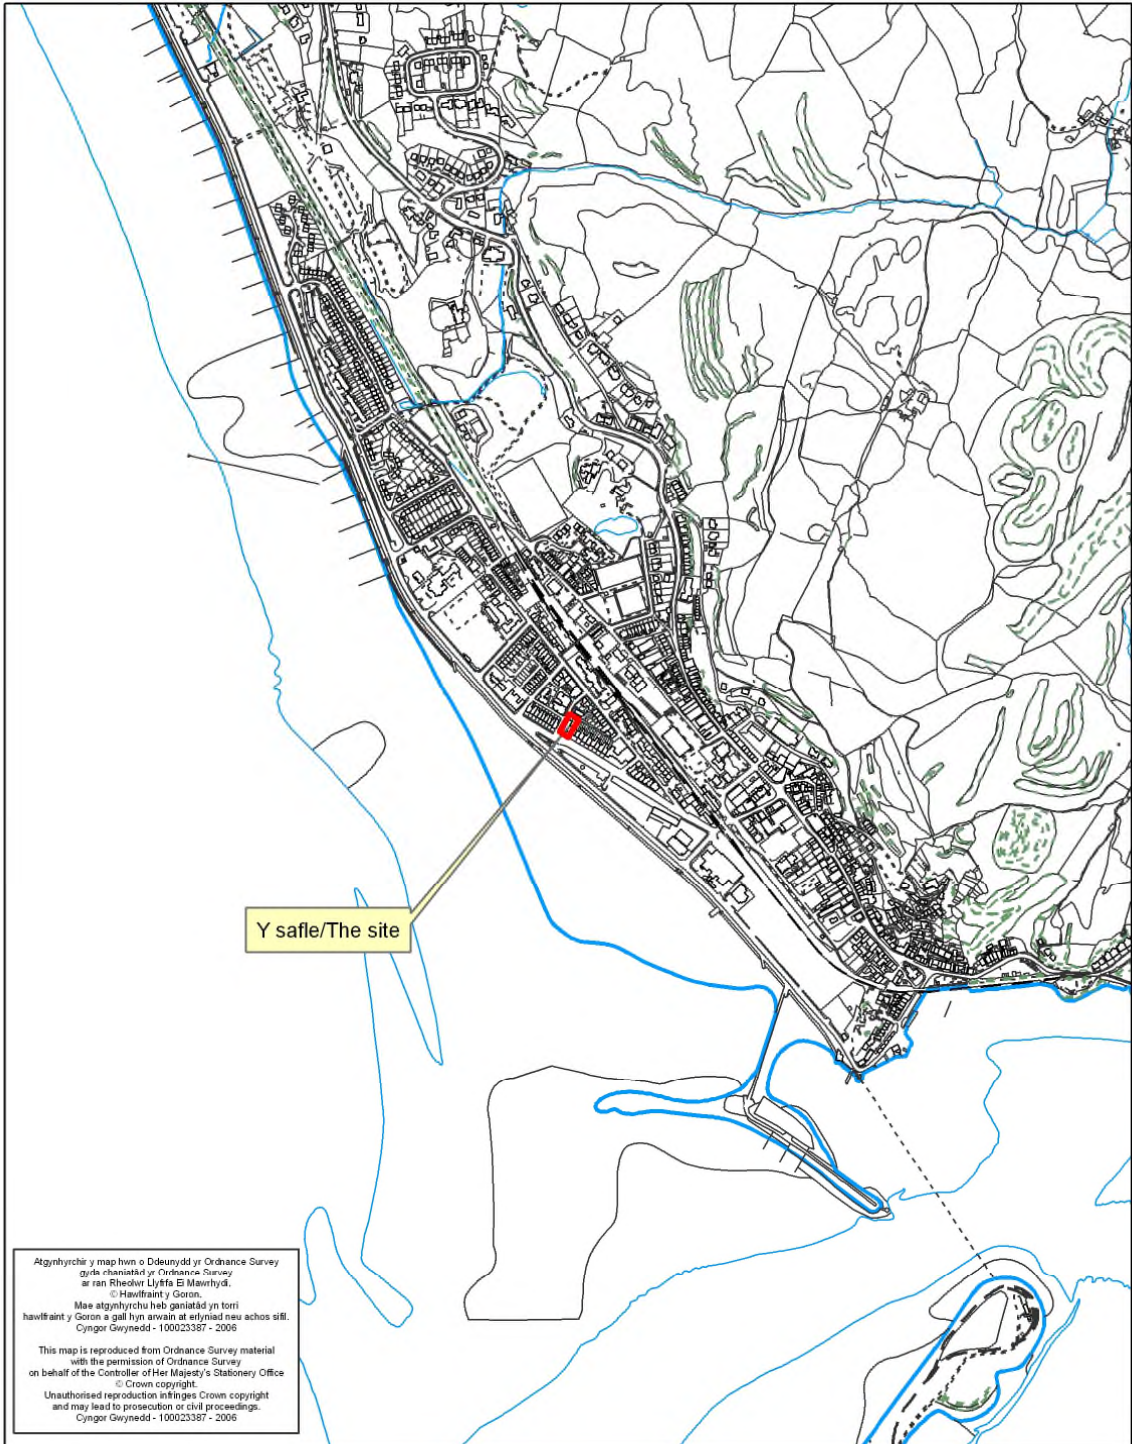 Y safle/The site
Atgynhyrchir y map hwn o Ddeunydd yr Ordnance Survey
gyda chaniatâd yr Ordnance Survey
ar ran Rheolwr Llyfrfa Ei Mawrhydi.
© Hawlfraint y Goron.
Mae atgynhyrchu heb ganiatâd yn torri
hawlfraint y Goron a gall hyn arwain at erlyniad neu achos sifil.
Cyngor Gwynedd - 100023387 - 2006
This map is reproduced from Ordnance Survey material
with the permission of Ordnance Survey
on behalf of the Controller of Her Majesty's Stationery Office
© Crown copyright.
Unauthorised reproduction infringes Crown copyright
and may lead to prosecution or civil proceedings.
Cyngor Gwynedd - 100023387 - 2006